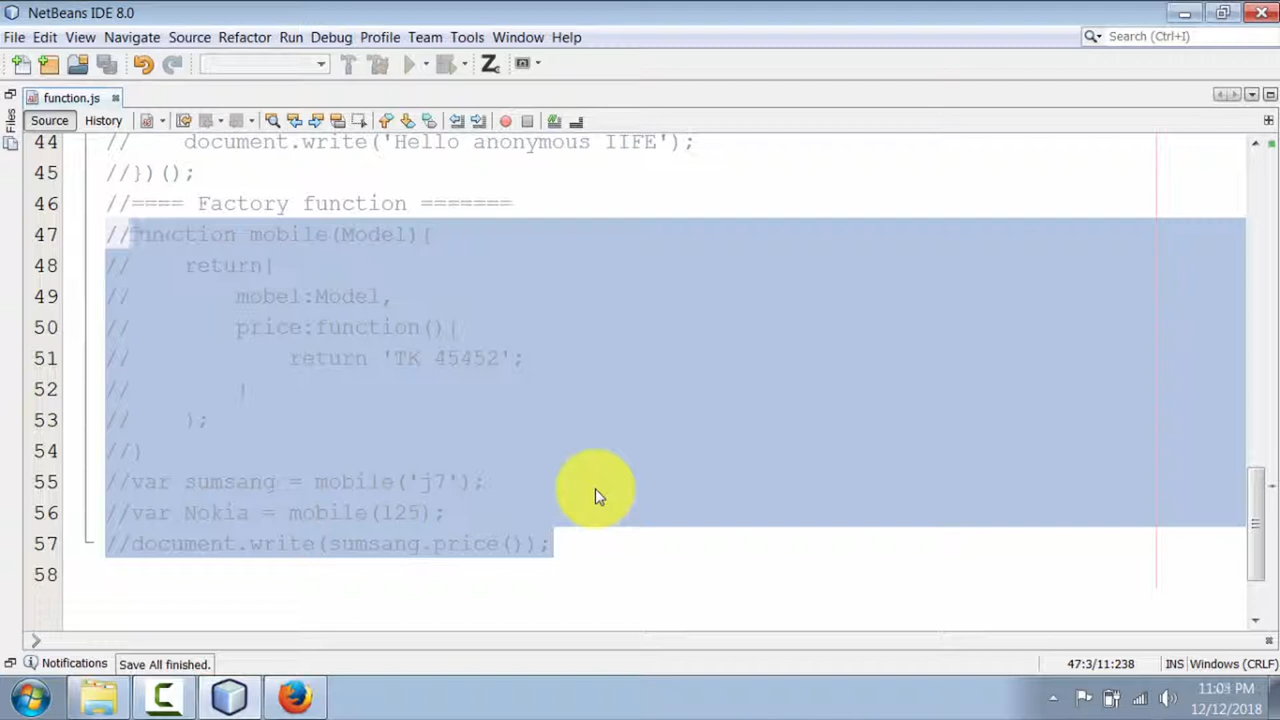 NetBeans IDE 8.0
File Edit View Navigate Source Refactor Run Debug Profile Team Tools Window Help
Search (Ctrl+I)
function.js
Files
Source History
44 // document.write('Hello anonymous IIFE');
45 //})();
46 //==== Factory function =======
47 //function mobile(Model){
48 // return{
49 // mobel:Model,
50 // price:function(){
51 // return 'TK 45452';
52 // }
53 // };
54 //}
55 //var sumsang = mobile('j7');
56 //var Nokia = mobile(125);
57 //document.write(sumsang.price());
58
Notifications Save All finished. 47:3/11:238 INS Windows (CRLF)
11:03 PM
12/12/2018